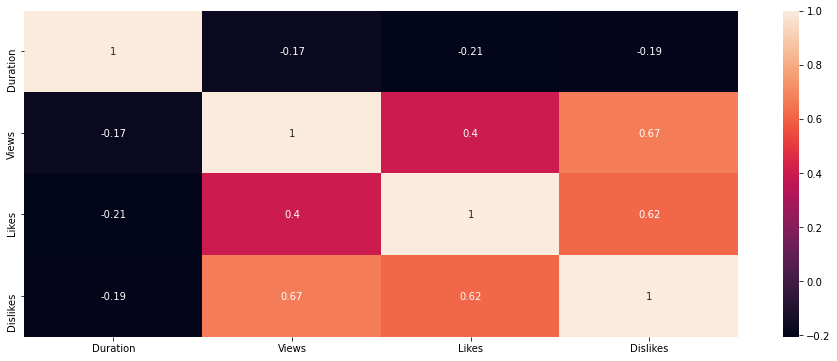 Duration 1 -0.17 -0.21 -0.19
Views -0.17 1 0.4 0.67
Likes -0.21 0.4 1 0.62
Dislikes -0.19 0.67 0.62 1
Duration Views Likes Dislikes
1.0
0.8
0.6
0.4
0.2
0.0
−0.2